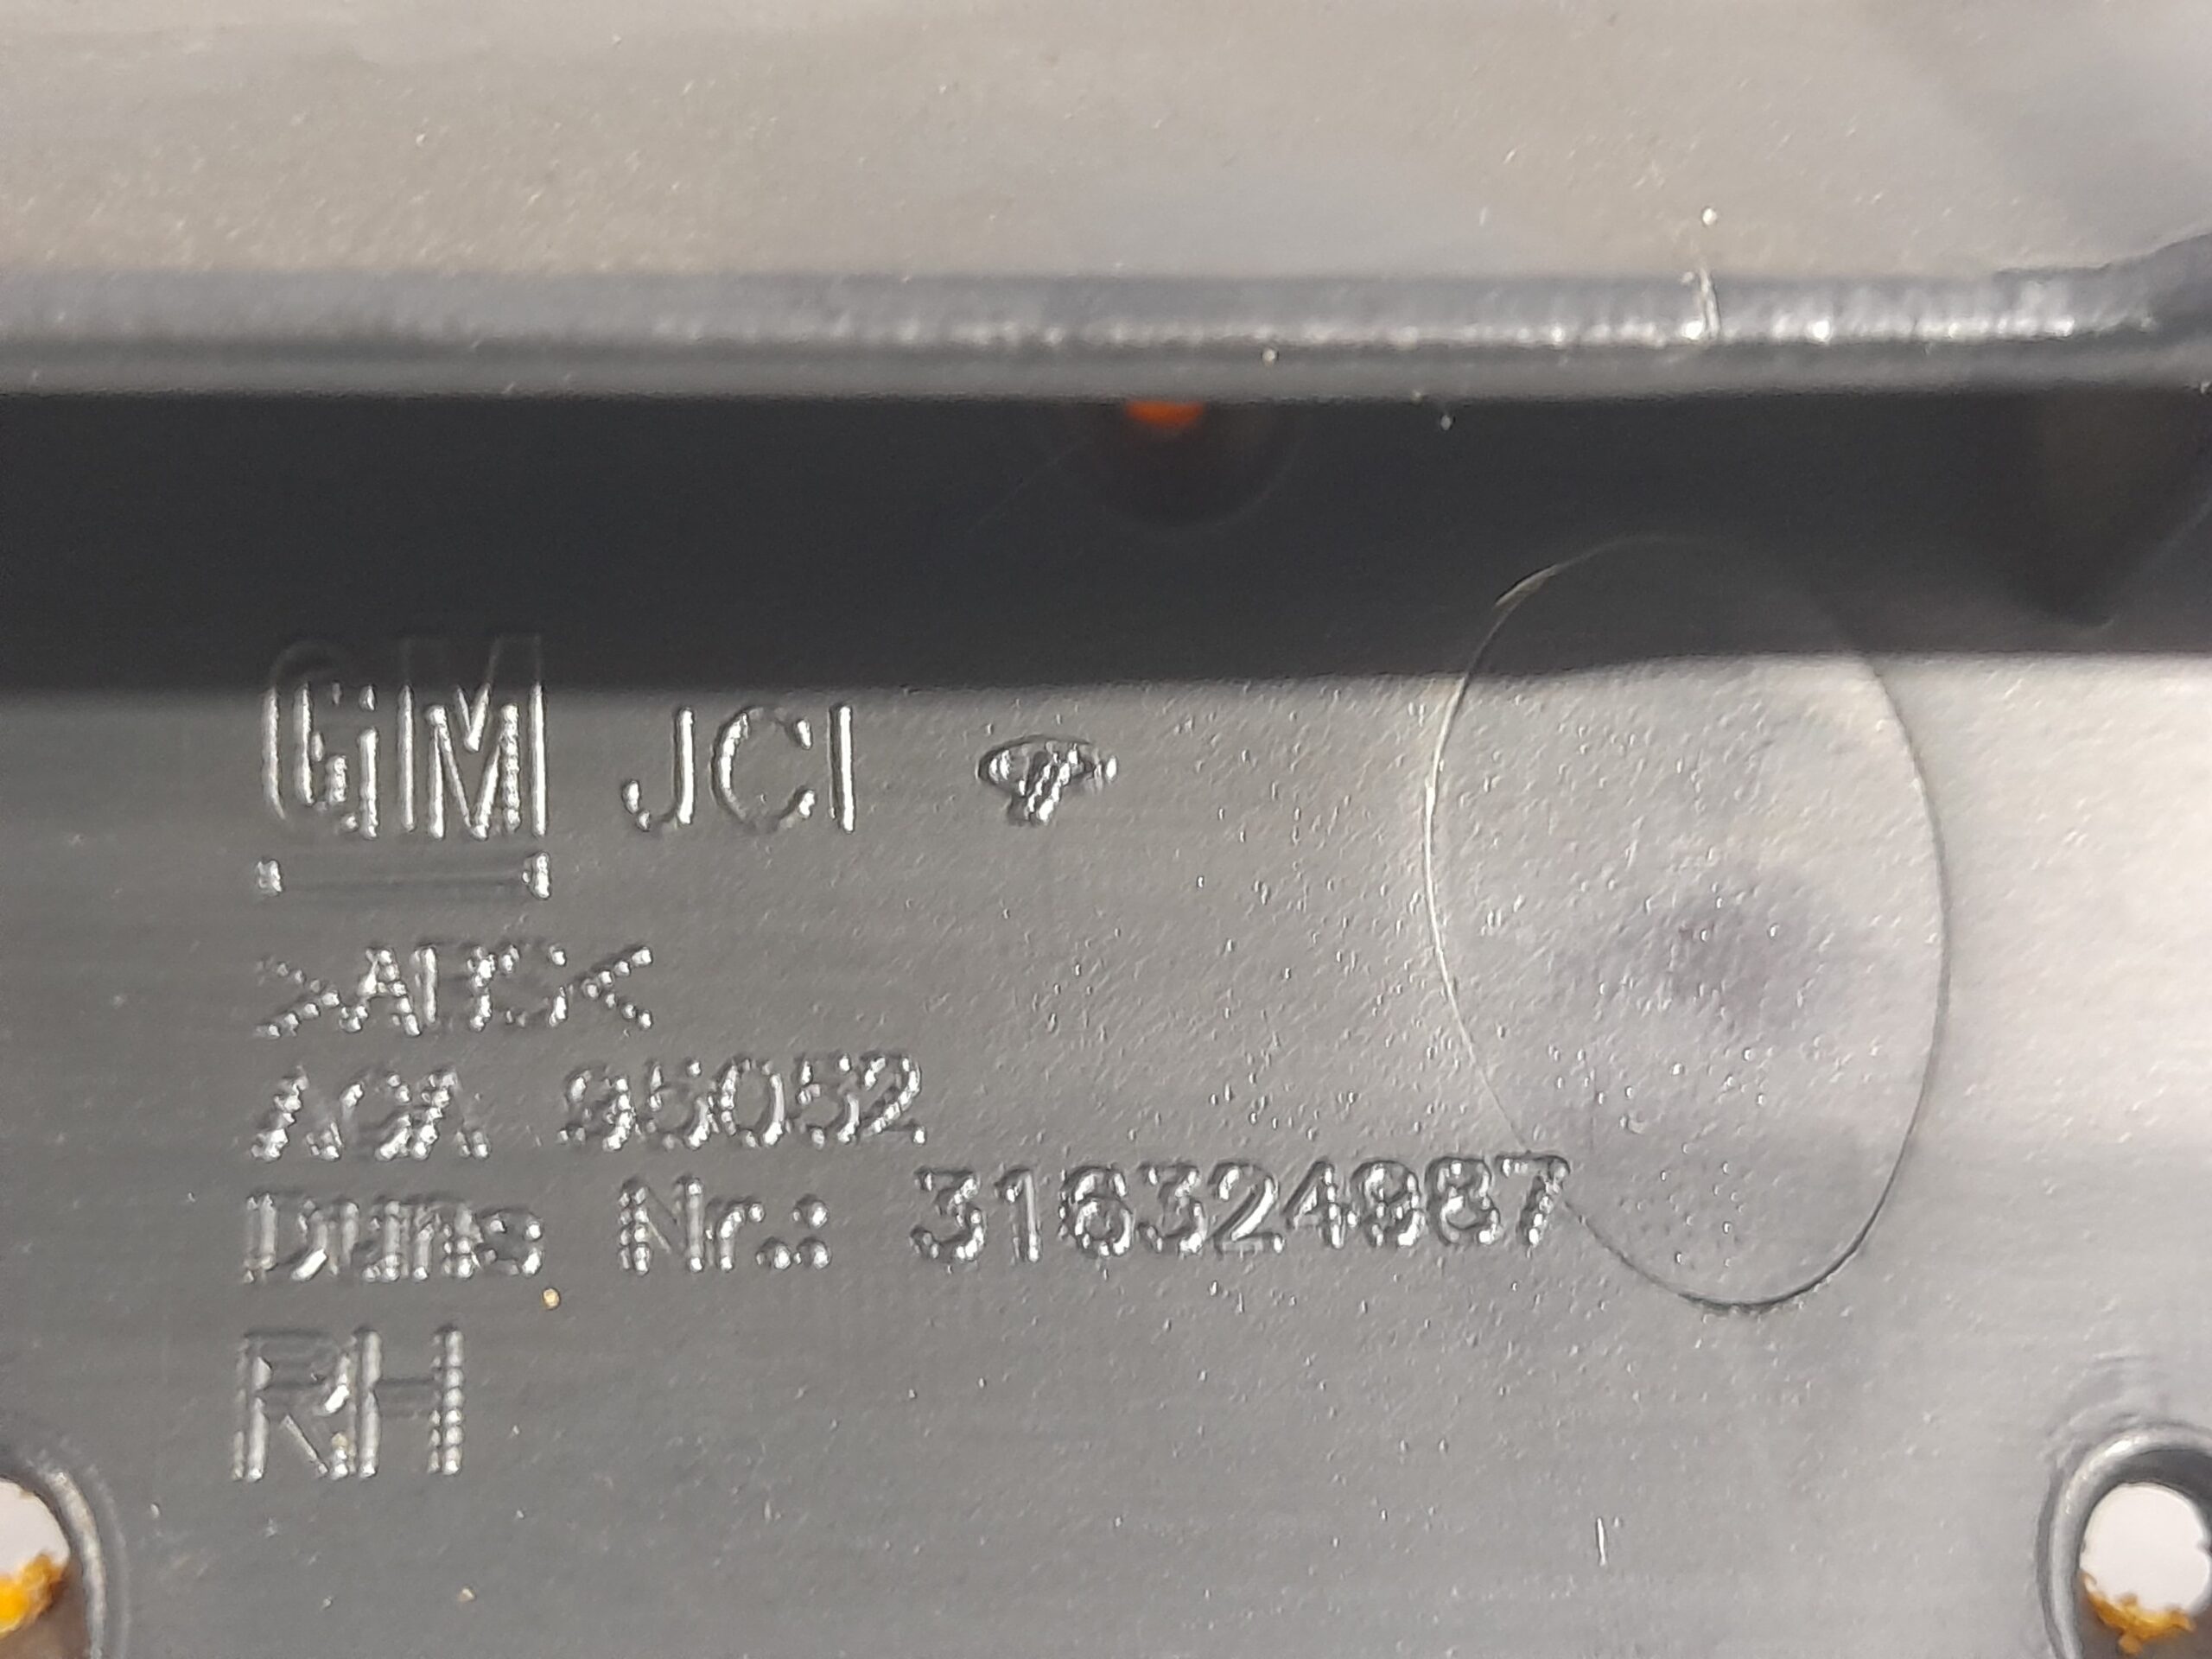 GM JCI
>ABS<
AGA 95052
Duns Nr.: 316324987
RH